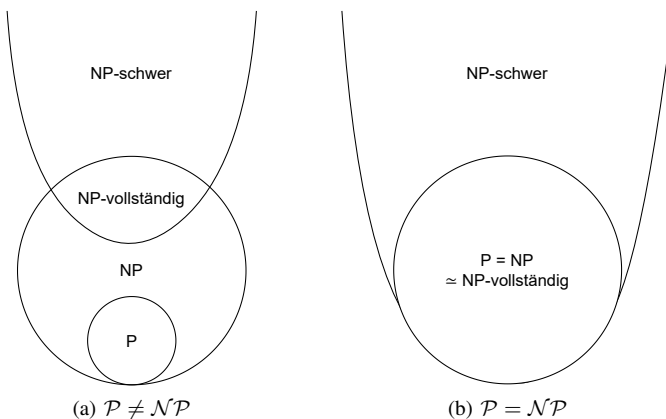 NP-schwer
NP-vollständig
NP
P
(a) 𝒫 ≠ 𝒩𝒫
NP-schwer
P = NP
≃ NP-vollständig
(b) 𝒫 = 𝒩𝒫